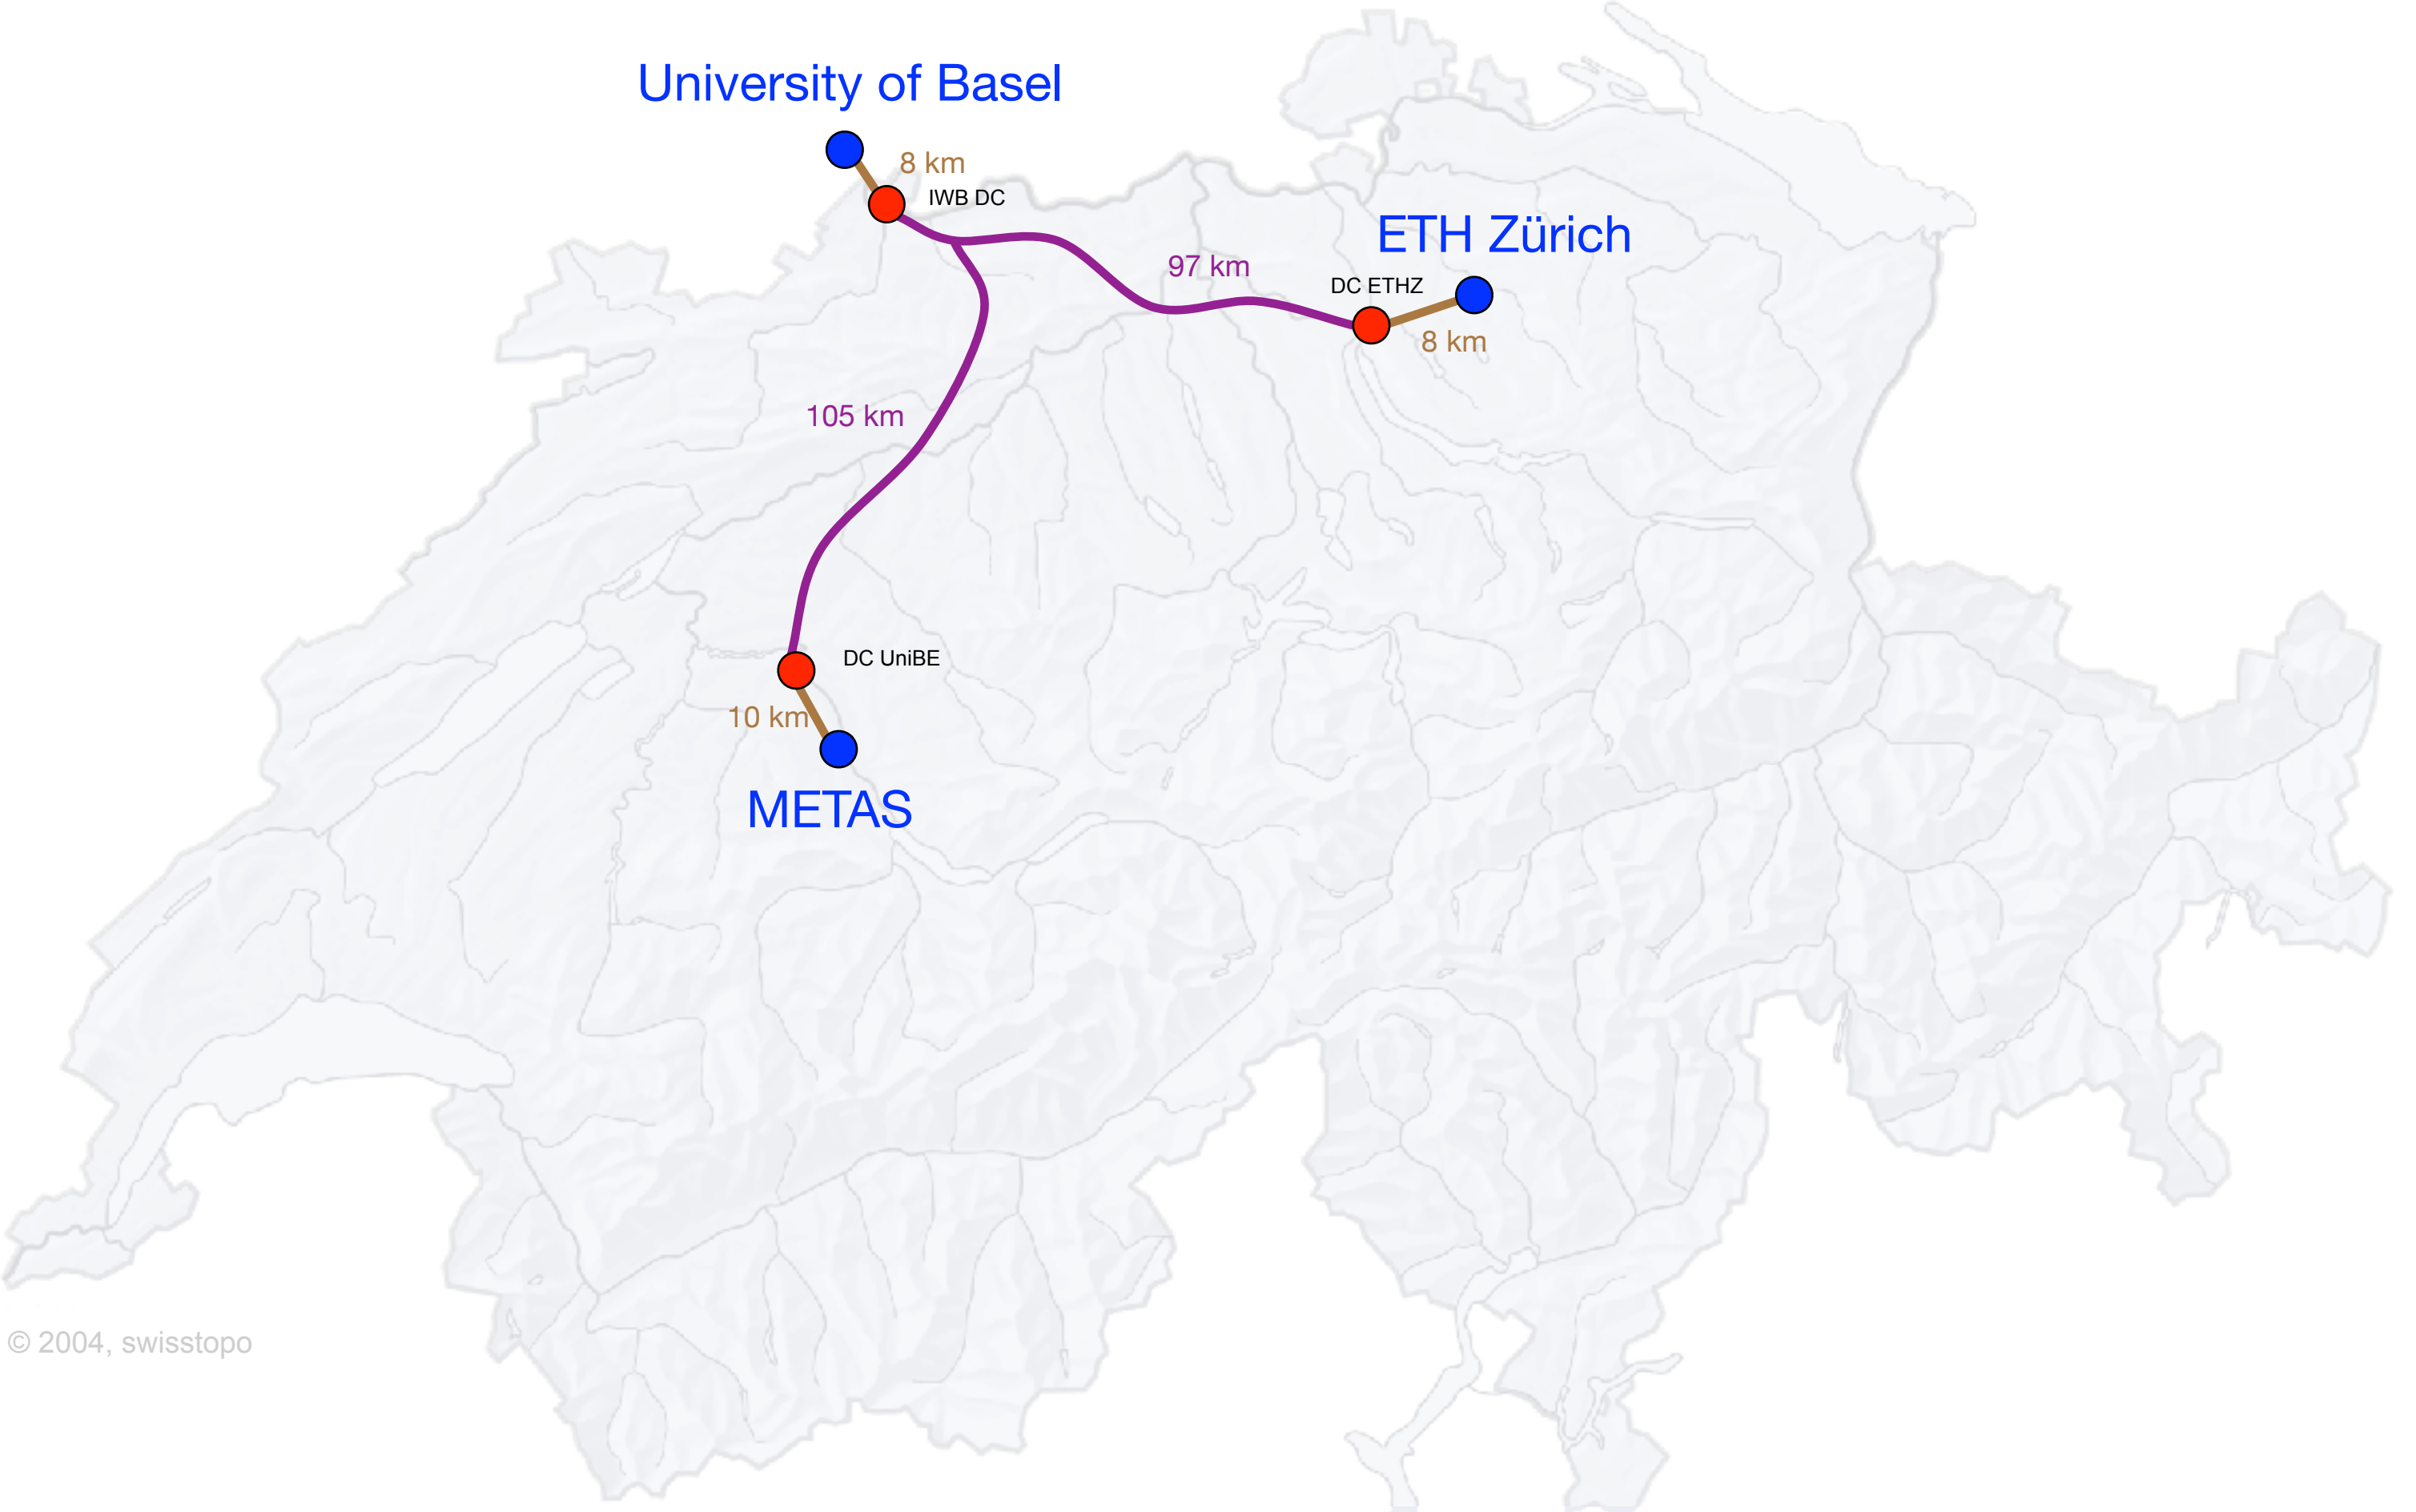 University of Basel
8 km
IWB DC
ETH Zürich
97 km
DC ETHZ
8 km
105 km
DC UniBE
10 km
METAS
© 2004, swisstopo